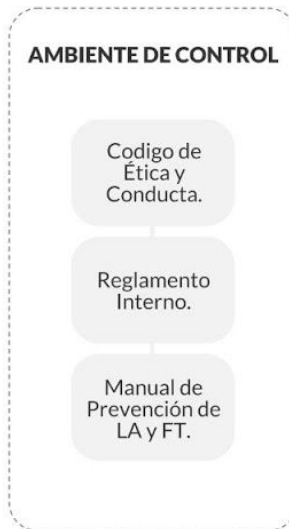 AMBIENTE DE CONTROL
Codigo de
Ética y
Conducta.
Reglamento
Interno.
Manual de
Prevención de
LA y FT.